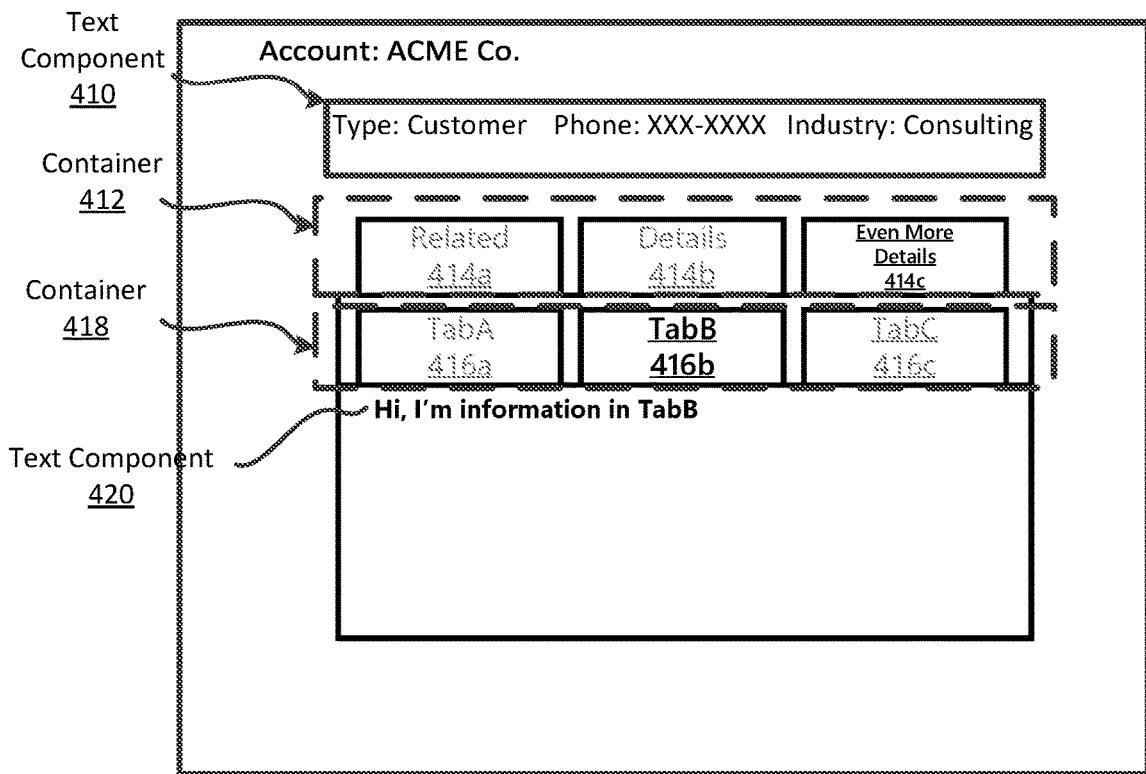 Text
Component
410
Account: ACME Co.
Type: Customer Phone: XXX-XXXX Industry: Consulting
Container
412
Related
414a
Details
414b
Even More
Details
414c
Container
418
TabA
416a
TabB
416b
TabC
416c
Hi, I'm information in TabB
Text Component
420